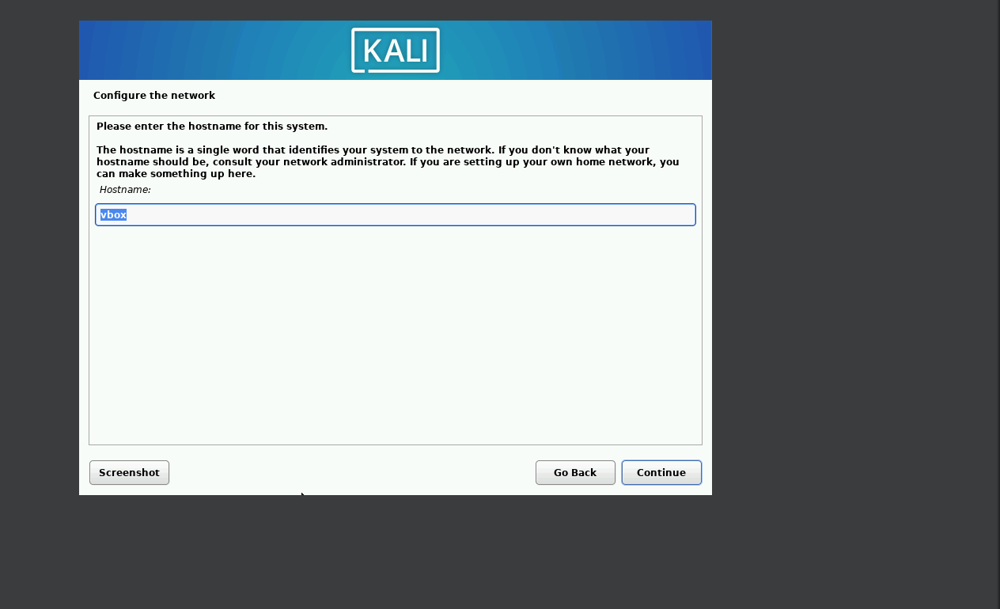 KALI
Configure the network
Please enter the hostname for this system.
The hostname is a single word that identifies your system to the network. If you don't know what your
hostname should be, consult your network administrator. If you are setting up your own home network, you
can make something up here.
Hostname:
vbox
Screenshot
Go Back
Continue